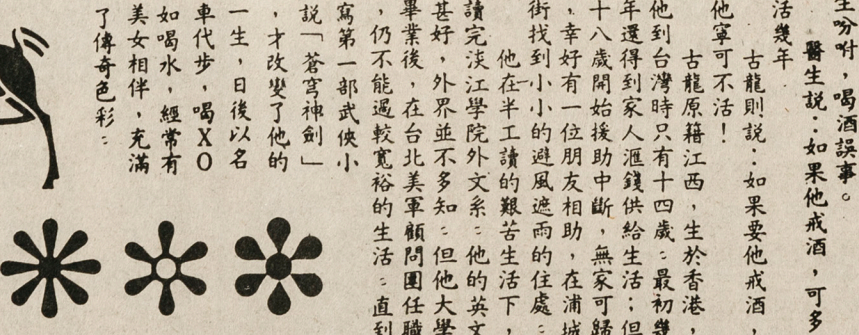 生吩咐，喝酒誤事。
醫生說：如果他戒酒，可多
活幾年
古龍則說：如果要他戒酒，
他寧可不活！
古龍原籍江西，生於香港，
他到台灣時只有十四歲：最初幾
年還得到家人滙錢供給生活；但
十八歲開始援助中斷，無家可歸
，幸好有一位朋友相助，在浦城
街找到小小的避風遮雨的住處：
他在半工讀的艱苦生活下，
讀完淡江學院外文系：他的英文
甚好，外界並不多知：但他大學
畢業後，在台北美軍顧問團任職
，仍不能過較寬裕的生活：直到
寫第一部武俠小
說「蒼穹神劍」
，才改變了他的
一生，日後以名
車代步，喝XO
如喝水，經常有
美女相伴，充滿
了傳奇色彩：